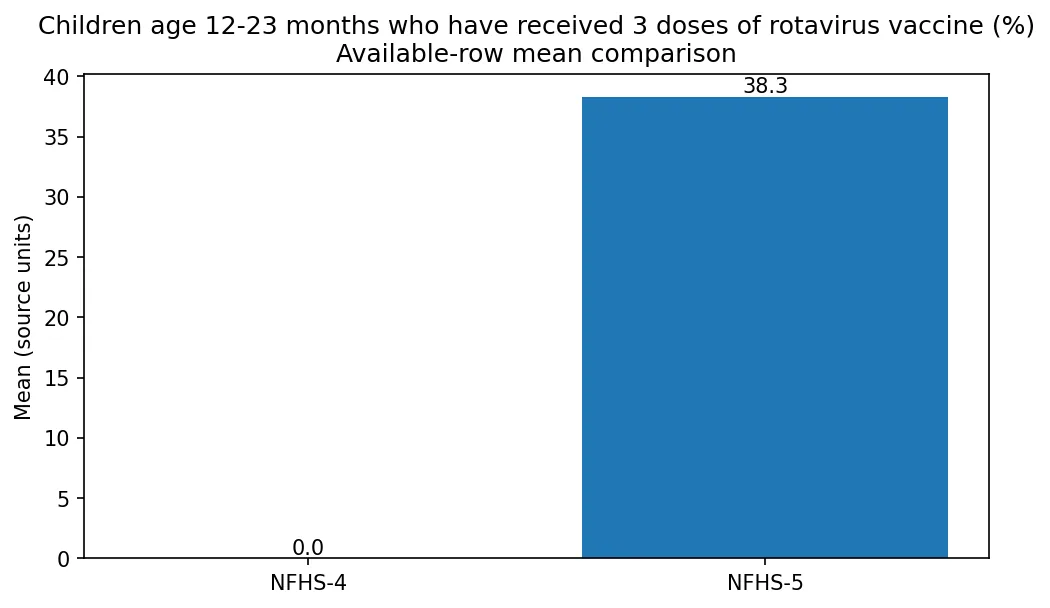 Children age 12-23 months who have received 3 doses of rotavirus vaccine (%)
Available-row mean comparison
Mean (source units)
40
35
30
25
20
15
10
5
0
0.0
38.3
NFHS-4
NFHS-5